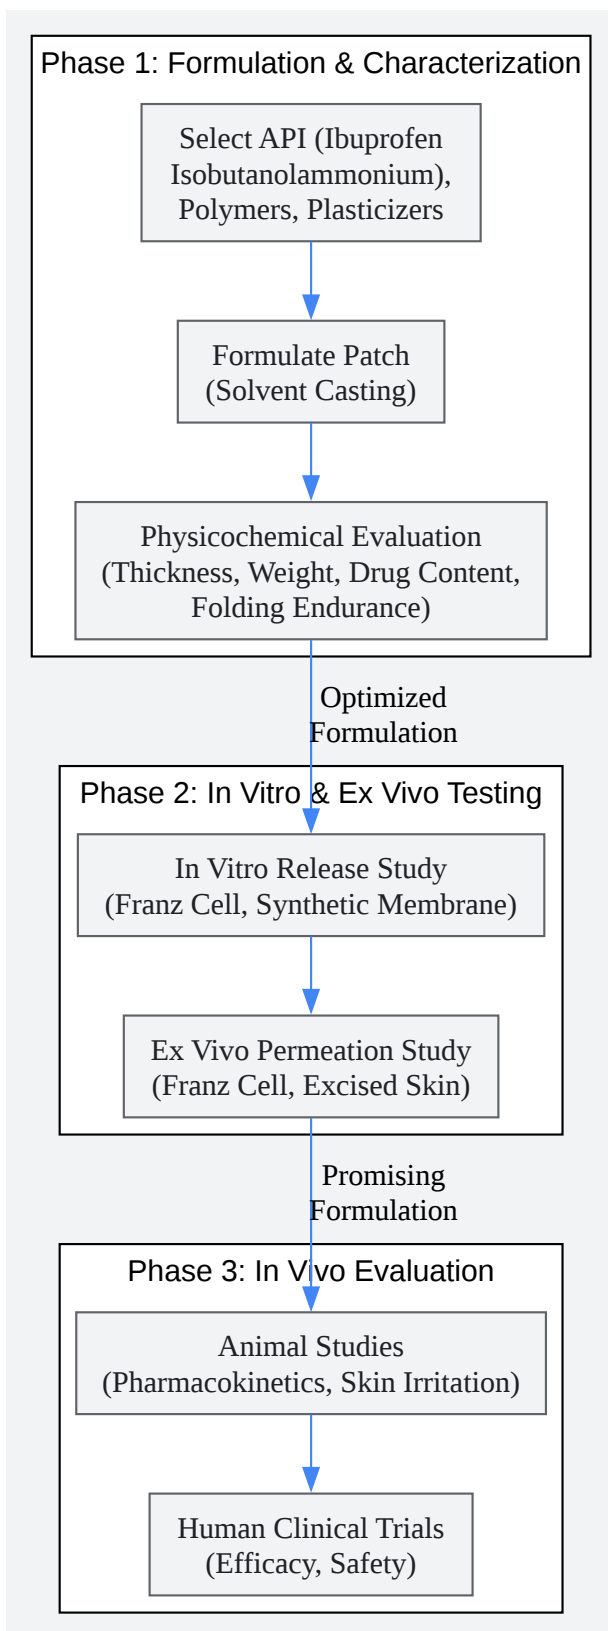 Phase 1: Formulation & Characterization
Select API (Ibuprofen
Isobutanolammonium),
Polymers, Plasticizers
Formulate Patch
(Solvent Casting)
Physicochemical Evaluation
(Thickness, Weight, Drug Content,
Folding Endurance)
Optimized
Formulation
Phase 2: In Vitro & Ex Vivo Testing
In Vitro Release Study
(Franz Cell, Synthetic Membrane)
Ex Vivo Permeation Study
(Franz Cell, Excised Skin)
Promising
Formulation
Phase 3: In Vivo Evaluation
Animal Studies
(Pharmacokinetics, Skin Irritation)
Human Clinical Trials
(Efficacy, Safety)